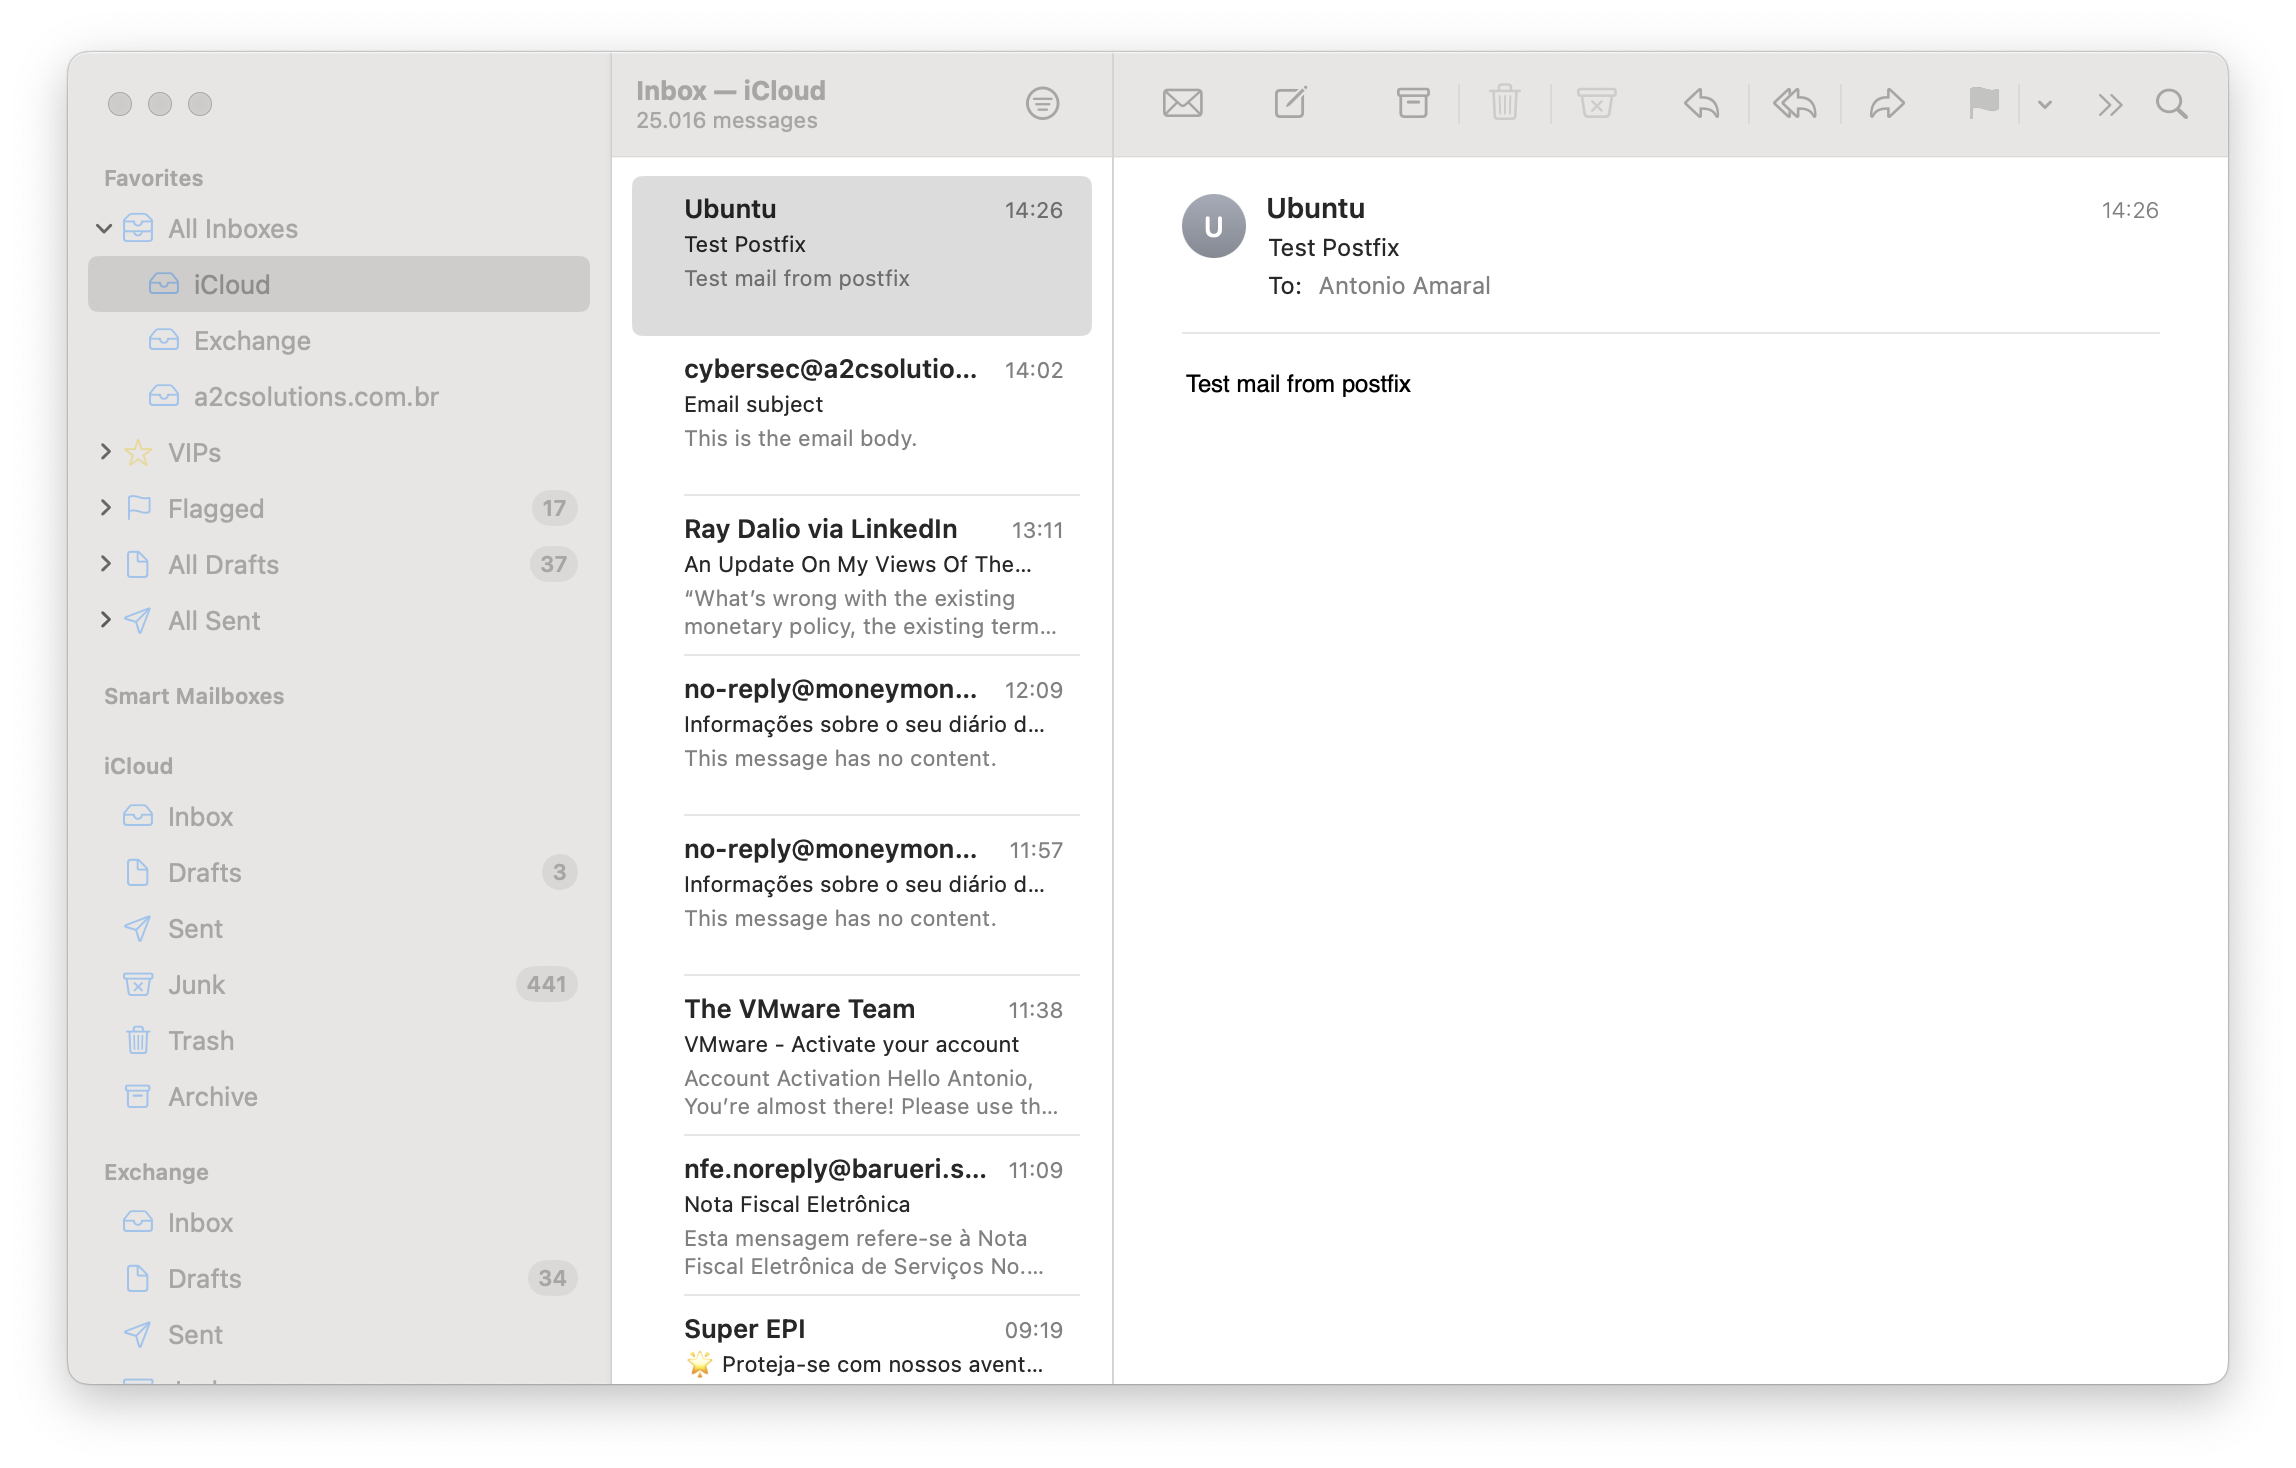 Favorites
All Inboxes
iCloud
Exchange
a2csolutions.com.br
VIPs
Flagged 17
All Drafts 37
All Sent
Smart Mailboxes
iCloud
Inbox
Drafts 3
Sent
Junk 441
Trash
Archive
Exchange
Inbox
Drafts 34
Sent
Inbox — iCloud
25.016 messages
Ubuntu 14:26
Test Postfix
Test mail from postfix
cybersec@a2csolutio... 14:02
Email subject
This is the email body.
Ray Dalio via LinkedIn 13:11
An Update On My Views Of The...
“What’s wrong with the existing
monetary policy, the existing term...
no-reply@moneymon... 12:09
Informações sobre o seu diário d...
This message has no content.
no-reply@moneymon... 11:57
Informações sobre o seu diário d...
This message has no content.
The VMware Team 11:38
VMware - Activate your account
Account Activation Hello Antonio,
You’re almost there! Please use th...
nfe.noreply@barueri.s... 11:09
Nota Fiscal Eletrônica
Esta mensagem refere-se à Nota
Fiscal Eletrônica de Serviços No....
Super EPI 09:19
🌟 Proteja-se com nossos avent...
U
Ubuntu 14:26
Test Postfix
To: Antonio Amaral
Test mail from postfix